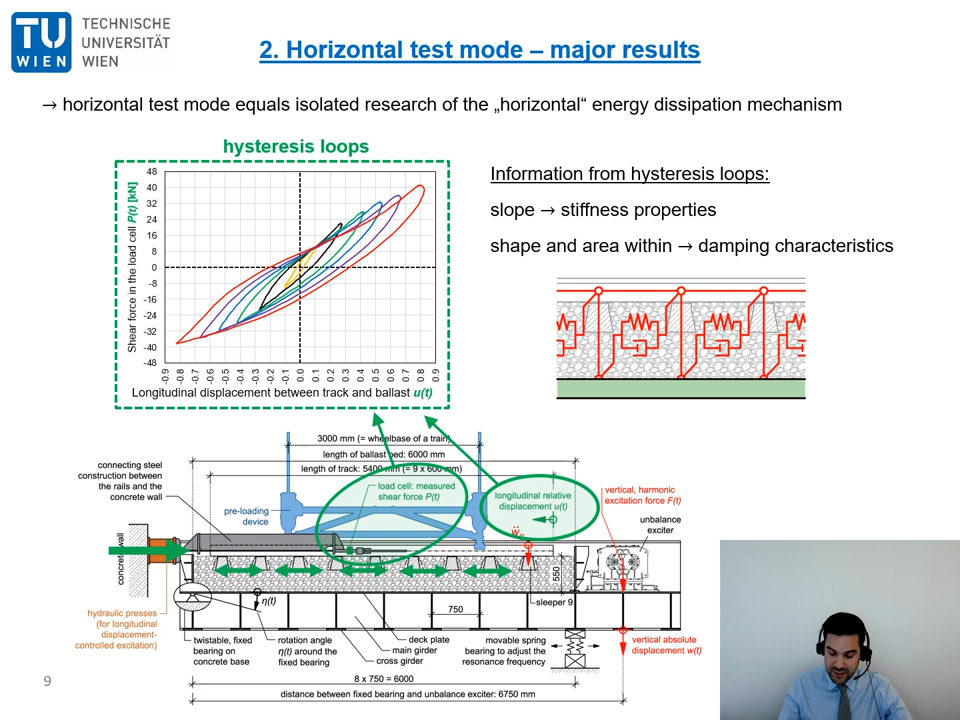 TU
WIEN
TECHNISCHE
UNIVERSITÄT
WIEN
2. Horizontal test mode – major results
→ horizontal test mode equals isolated research of the „horizontal“ energy dissipation mechanism
hysteresis loops
Shear force in the load cell P(t) [kN]
48
40
32
24
16
8
0
-8
-16
-24
-32
-40
-48
-0.9 -0.8 -0.7 -0.6 -0.5 -0.4 -0.3 -0.2 -0.1 0.0 0.1 0.2 0.3 0.4 0.5 0.6 0.7 0.8 0.9
Longitudinal displacement between track and ballast u(t)
Information from hysteresis loops:
slope → stiffness properties
shape and area within → damping characteristics
3000 mm (= wheelbase of a train)
length of ballast bed: 6000 mm
length of track: 5400 mm (= 9 x 600 mm)
connecting steel
construction between
the rails and the
concrete wall
pre-loading
device
load cell: measured
shear force P(t)
longitudinal relative
displacement u(t)
vertical, harmonic
excitation force F(t)
unbalance
exciter
concrete wall
550
η(t)
750
sleeper 9
hydraulic presses
(for longitudinal
displacement-
controlled excitation)
twistable, fixed
bearing on
concrete base
rotation angle
η(t) around the
fixed bearing
deck plate
main girder
cross girder
movable spring
bearing to adjust the
resonance frequency
vertical absolute
displacement w(t)
8 x 750 = 6000
distance between fixed bearing and unbalance exciter: 6750 mm
9